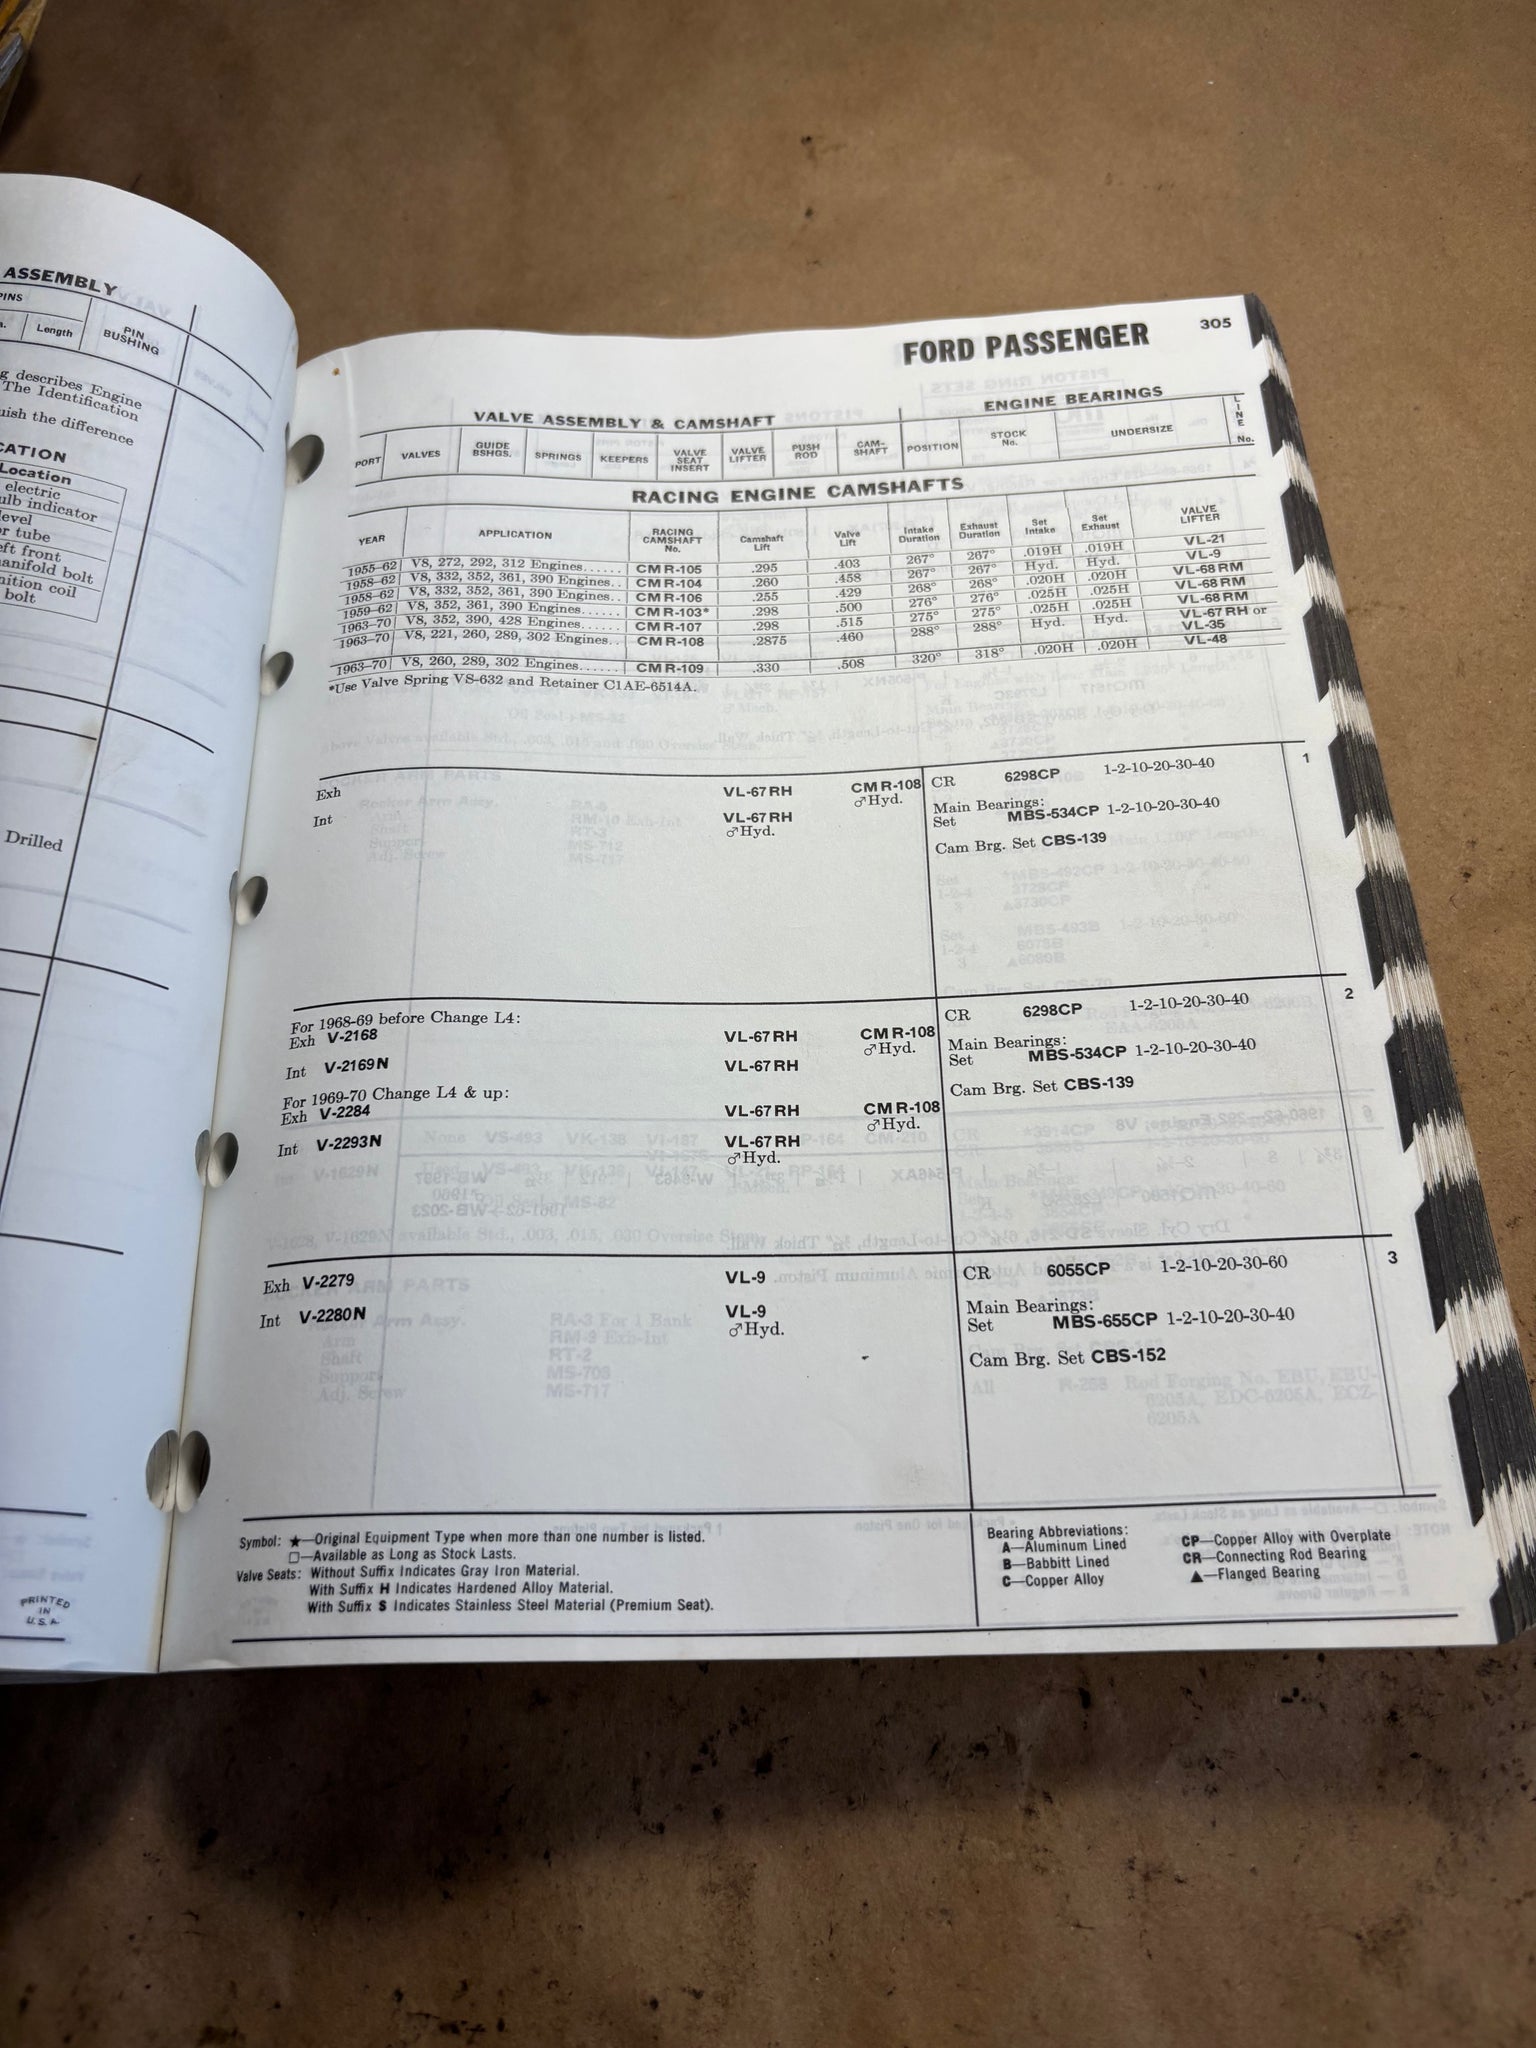 ASSEMBLY
PINS
Length
PIN
BUSHING
g describes Engine
The Identification
uish the difference
CATION
Location
electric
ulb indicator
level
or tube
eft front
manifold bolt
nition coil
bolt
Drilled
PRINTED
IN
U.S.A.
FORD PASSENGER 305
VALVE ASSEMBLY & CAMSHAFT ENGINE BEARINGS LINE No.
PORT VALVES GUIDE BSHGS. SPRINGS KEEPERS VALVE SEAT INSERT VALVE LIFTER PUSH ROD CAM-SHAFT POSITION STOCK No. UNDERSIZE
RACING ENGINE CAMSHAFTS
YEAR APPLICATION RACING CAMSHAFT No. Camshaft Lift Valve Lift Intake Duration Exhaust Duration Set Intake Set Exhaust VALVE LIFTER
1955-62 V8, 272, 292, 312 Engines...... CMR-105 .295 .403 267° 267° .019H .019H VL-21
1958-62 V8, 332, 352, 361, 390 Engines.. CMR-104 .260 .458 267° 267° Hyd. Hyd. VL-9
1958-62 V8, 332, 352, 361, 390 Engines.. CMR-106 .255 .429 268° 268° .020H .020H VL-68RM
1959-62 V8, 352, 361, 390 Engines...... CMR-103* .298 .500 276° 276° .025H .025H VL-68RM
1963-70 V8, 352, 390, 428 Engines...... CMR-107 .298 .515 275° 275° .025H .025H VL-68RM
1963-70 V8, 221, 260, 289, 302 Engines.. CMR-108 .2875 .460 288° 288° Hyd. Hyd. VL-67RH or
VL-35
1963-70 V8, 260, 289, 302 Engines...... CMR-109 .330 .508 320° 318° .020H .020H VL-48
*Use Valve Spring VS-632 and Retainer C1AE-6514A.
Exh VL-67RH CMR-108 CR 6298CP 1-2-10-20-30-40 1
♂Hyd.
Int VL-67RH Main Bearings:
♂Hyd. Set MBS-534CP 1-2-10-20-30-40
Cam Brg. Set CBS-139
For 1968-69 before Change L4: CR 6298CP 1-2-10-20-30-40 2
Exh V-2168 VL-67RH CMR-108
♂Hyd. Main Bearings:
Int V-2169N VL-67RH Set MBS-534CP 1-2-10-20-30-40
For 1969-70 Change L4 & up: Cam Brg. Set CBS-139
Exh V-2284 VL-67RH CMR-108
♂Hyd.
Int V-2293N VL-67RH
♂Hyd.
Exh V-2279 VL-9 CR 6055CP 1-2-10-20-30-60 3
Int V-2280N VL-9 Main Bearings:
♂Hyd. Set MBS-655CP 1-2-10-20-30-40
Cam Brg. Set CBS-152
Symbol: ★—Original Equipment Type when more than one number is listed.
□—Available as Long as Stock Lasts.
Valve Seats: Without Suffix Indicates Gray Iron Material.
With Suffix H Indicates Hardened Alloy Material.
With Suffix S Indicates Stainless Steel Material (Premium Seat).
Bearing Abbreviations:
A—Aluminum Lined
B—Babbitt Lined
C—Copper Alloy
CP—Copper Alloy with Overplate
CR—Connecting Rod Bearing
▲—Flanged Bearing